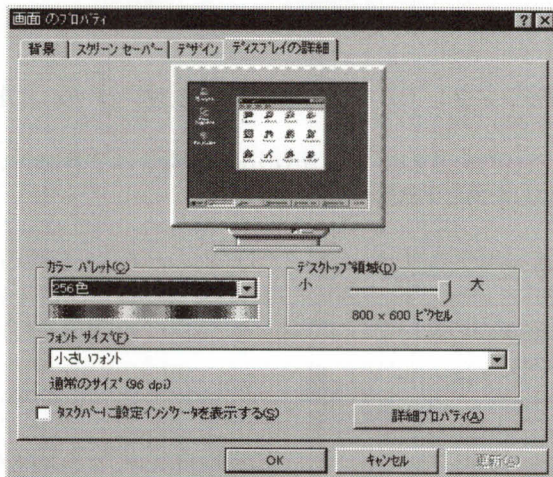 画面 のプロパティ
背景
スクリーン セーバー
デザイン
ディスプレイの詳細
カラー パレット(C)
256色
デスクトップ領域(D)
小
大
800 x 600 ピクセル
フォント サイズ(F)
小さいフォント
通常のサイズ (96 dpi)
タスクバーに設定インジケータを表示する(S)
詳細プロパティ(A)
OK
キャンセル
更新(A)